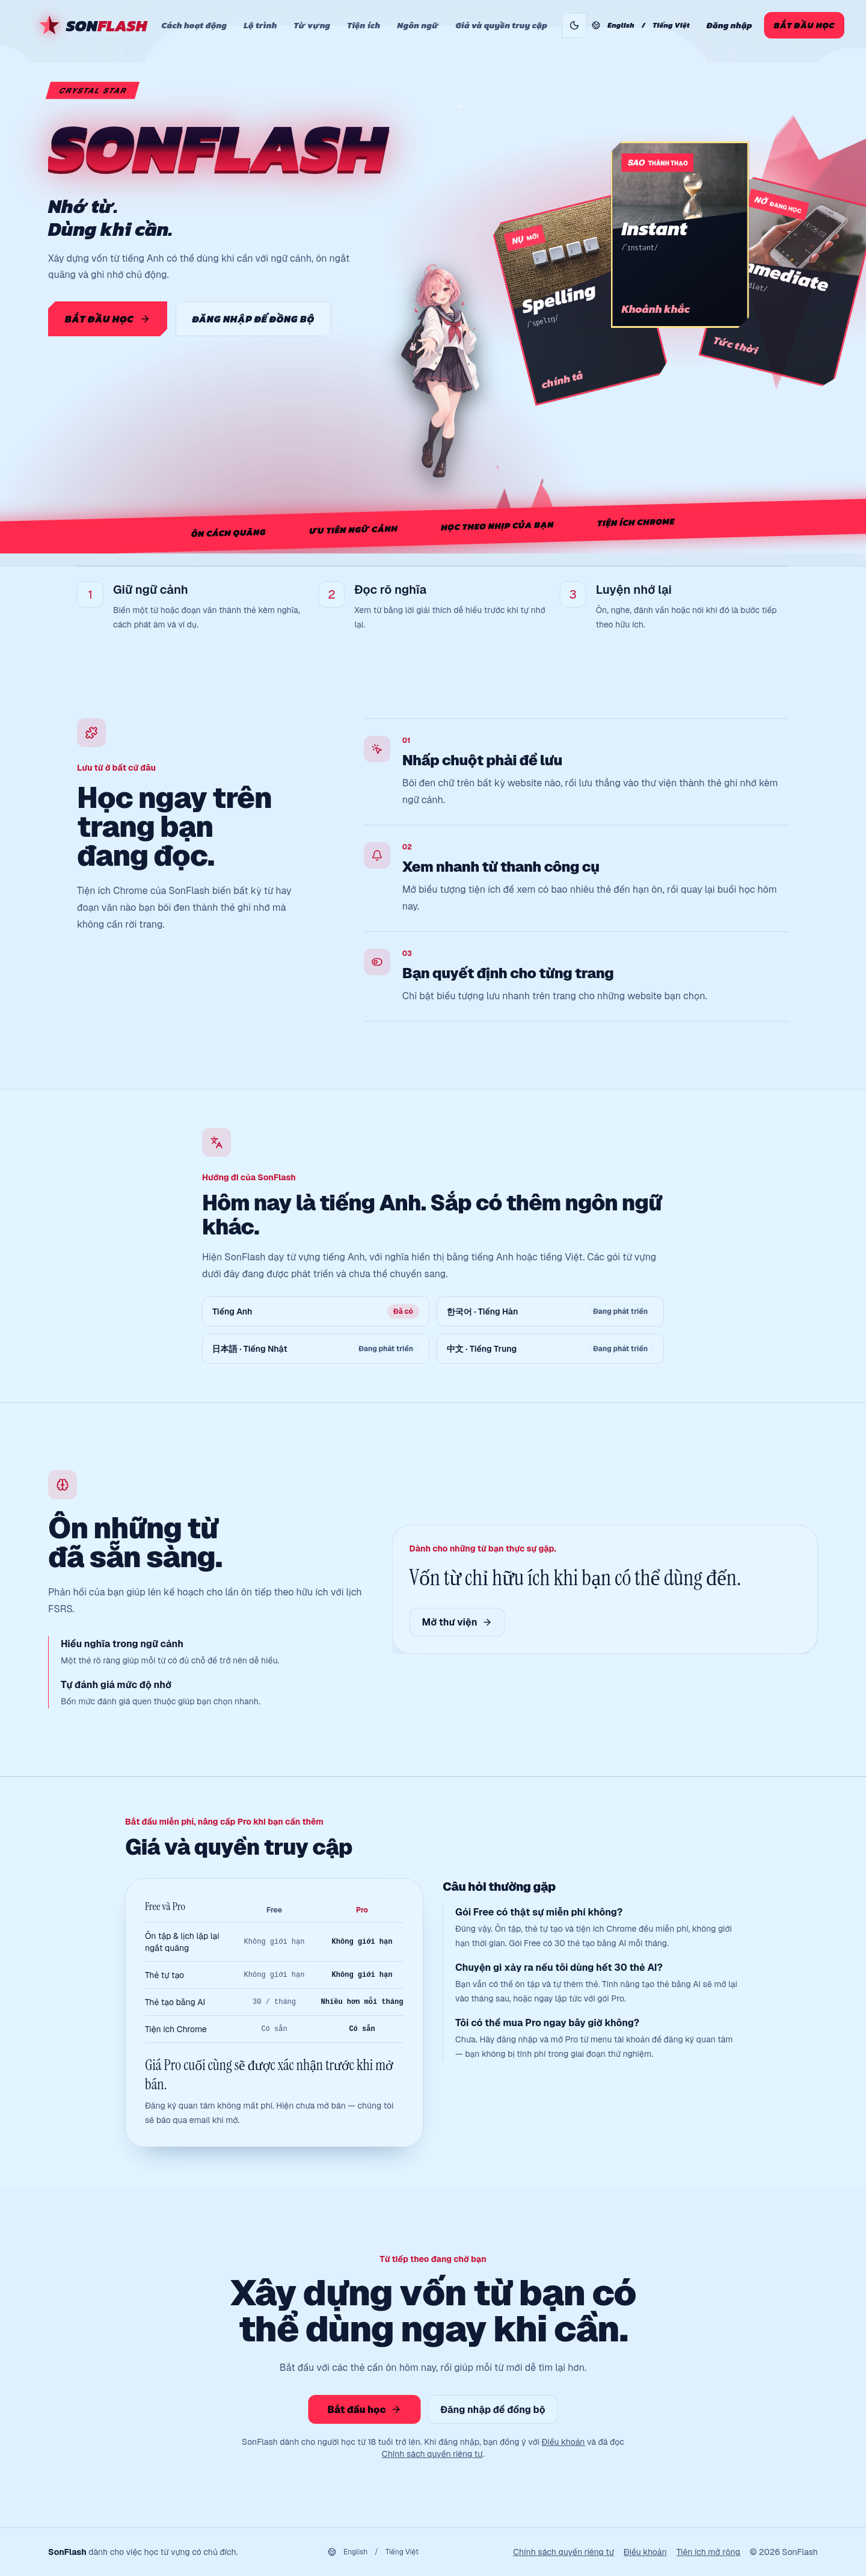 SONFLASH
Cách hoạt động
Lộ trình
Từ vựng
Tiện ích
Ngôn ngữ
Giá và quyền truy cập
English / Tiếng Việt
Đăng nhập
BẮT ĐẦU HỌC
CRYSTAL STAR
SONFLASH
Nhớ từ.
Dùng khi cần.
Xây dựng vốn từ tiếng Anh có thể dùng khi cần với ngữ cảnh, ôn ngắt
quãng và ghi nhớ chủ động.
BẮT ĐẦU HỌC
ĐĂNG NHẬP ĐỂ ĐỒNG BỘ
NỤ MỚI
Spelling
/ˈspelɪŋ/
chính tả
SAO THÀNH THẠO
Instant
/ˈɪnstənt/
Khoảnh khắc
NỞ ĐANG HỌC
mmediate
Tức thời
ÔN CÁCH QUÃNG
ƯU TIÊN NGỮ CẢNH
HỌC THEO NHỊP CỦA BẠN
TIỆN ÍCH CHROME
1
Giữ ngữ cảnh
Biến một từ hoặc đoạn văn thành thẻ kèm nghĩa,
cách phát âm và ví dụ.
2
Đọc rõ nghĩa
Xem từ bằng lời giải thích dễ hiểu trước khi tự nhớ
lại.
3
Luyện nhớ lại
Ôn, nghe, đánh vần hoặc nói khi đó là bước tiếp
theo hữu ích.
Lưu từ ở bất cứ đâu
Học ngay trên
trang bạn
đang đọc.
Tiện ích Chrome của SonFlash biến bất kỳ từ hay
đoạn văn nào bạn bôi đen thành thẻ ghi nhớ mà
không cần rời trang.
01
Nhấp chuột phải để lưu
Bôi đen chữ trên bất kỳ website nào, rồi lưu thẳng vào thư viện thành thẻ ghi nhớ kèm
ngữ cảnh.
02
Xem nhanh từ thanh công cụ
Mở biểu tượng tiện ích để xem có bao nhiêu thẻ đến hạn ôn, rồi quay lại buổi học hôm
nay.
03
Bạn quyết định cho từng trang
Chỉ bật biểu tượng lưu nhanh trên trang cho những website bạn chọn.
Hướng đi của SonFlash
Hôm nay là tiếng Anh. Sắp có thêm ngôn ngữ
khác.
Hiện SonFlash dạy từ vựng tiếng Anh, với nghĩa hiển thị bằng tiếng Anh hoặc tiếng Việt. Các gói từ vựng
dưới đây đang được phát triển và chưa thể chuyển sang.
Tiếng Anh
Đã có
한국어 · Tiếng Hàn
Đang phát triển
日本語 · Tiếng Nhật
Đang phát triển
中文 · Tiếng Trung
Đang phát triển
Ôn những từ
đã sẵn sàng.
Phản hồi của bạn giúp lên kế hoạch cho lần ôn tiếp theo hữu ích với lịch
FSRS.
Hiểu nghĩa trong ngữ cảnh
Một thẻ rõ ràng giúp mỗi từ có đủ chỗ để trở nên dễ hiểu.
Tự đánh giá mức độ nhớ
Bốn mức đánh giá quen thuộc giúp bạn chọn nhanh.
Dành cho những từ bạn thực sự gặp.
Vốn từ chỉ hữu ích khi bạn có thể dùng đến.
Mở thư viện
Bắt đầu miễn phí, nâng cấp Pro khi bạn cần thêm
Giá và quyền truy cập
Free và Pro
Free
Pro
Ôn tập & lịch lặp lại
ngắt quãng
Không giới hạn
Không giới hạn
Thẻ tự tạo
Không giới hạn
Không giới hạn
Thẻ tạo bằng AI
30 / tháng
Nhiều hơn mỗi tháng
Tiện ích Chrome
Có sẵn
Có sẵn
Giá Pro cuối cùng sẽ được xác nhận trước khi mở
bán.
Đăng ký quan tâm không mất phí. Hiện chưa mở bán — chúng tôi
sẽ báo qua email khi mở.
Câu hỏi thường gặp
Gói Free có thật sự miễn phí không?
Đúng vậy. Ôn tập, thẻ tự tạo và tiện ích Chrome đều miễn phí, không giới
hạn thời gian. Gói Free có 30 thẻ tạo bằng AI mỗi tháng.
Chuyện gì xảy ra nếu tôi dùng hết 30 thẻ AI?
Bạn vẫn có thể ôn tập và tự thêm thẻ. Tính năng tạo thẻ bằng AI sẽ mở lại
vào tháng sau, hoặc ngay lập tức với gói Pro.
Tôi có thể mua Pro ngay bây giờ không?
Chưa. Hãy đăng nhập và mở Pro từ menu tài khoản để đăng ký quan tâm
— bạn không bị tính phí trong giai đoạn thử nghiệm.
Từ tiếp theo đang chờ bạn
Xây dựng vốn từ bạn có
thể dùng ngay khi cần.
Bắt đầu với các thẻ cần ôn hôm nay, rồi giúp mỗi từ mới dễ tìm lại hơn.
Bắt đầu học
Đăng nhập để đồng bộ
SonFlash dành cho người học từ 18 tuổi trở lên. Khi đăng nhập, bạn đồng ý với Điều khoản và đã đọc
Chính sách quyền riêng tư.
SonFlash dành cho việc học từ vựng có chủ đích.
English / Tiếng Việt
Chính sách quyền riêng tư
Điều khoản
Tiện ích mở rộng
© 2026 SonFlash